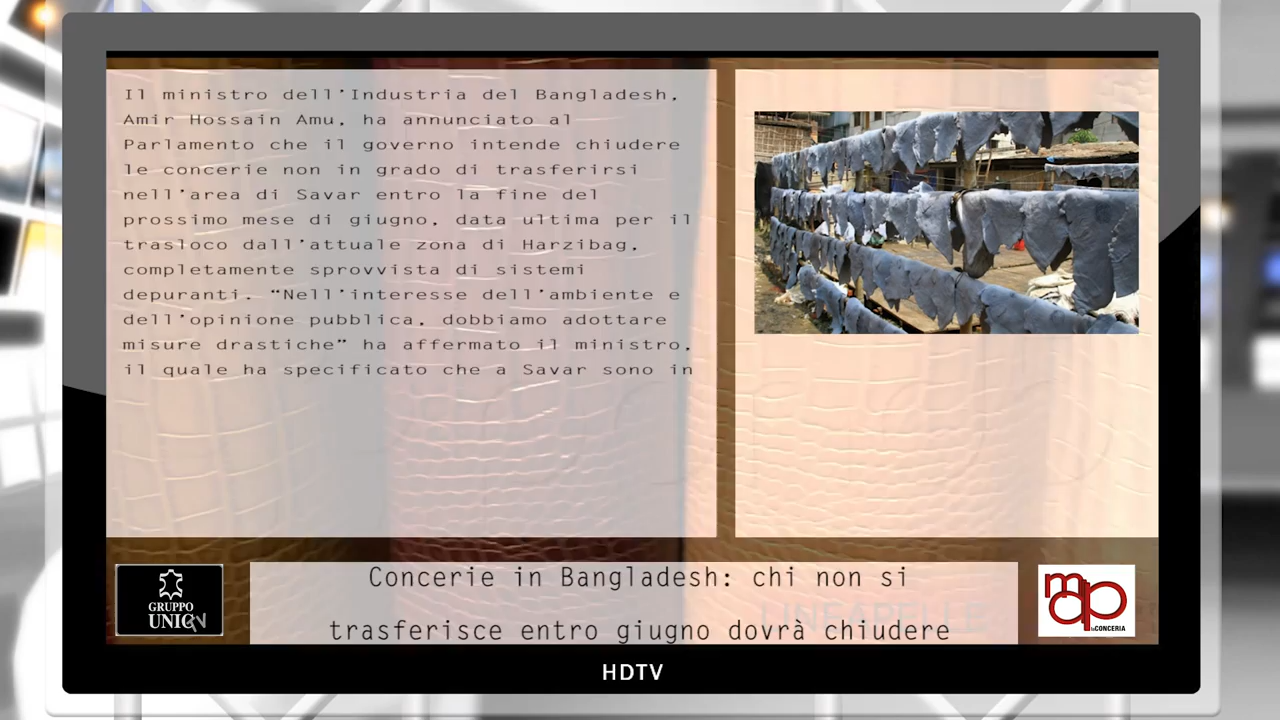 Il ministro dell'Industria del Bangladesh,
Amir Hossain Amu, ha annunciato al
Parlamento che il governo intende chiudere
le concerie non in grado di trasferirsi
nell'area di Savar entro la fine del
prossimo mese di giugno, data ultima per il
trasloco dall'attuale zona di Harzibag,
completamente sprovvista di sistemi
depuranti. “Nell'interesse dell'ambiente e
dell'opinione pubblica, dobbiamo adottare
misure drastiche” ha affermato il ministro,
il quale ha specificato che a Savar sono in
Concerie in Bangladesh: chi non si
trasferisce entro giugno dovrà chiudere
LINEAPELLE
GRUPPO
UNIC
TV
map
laCONCERIA
HDTV